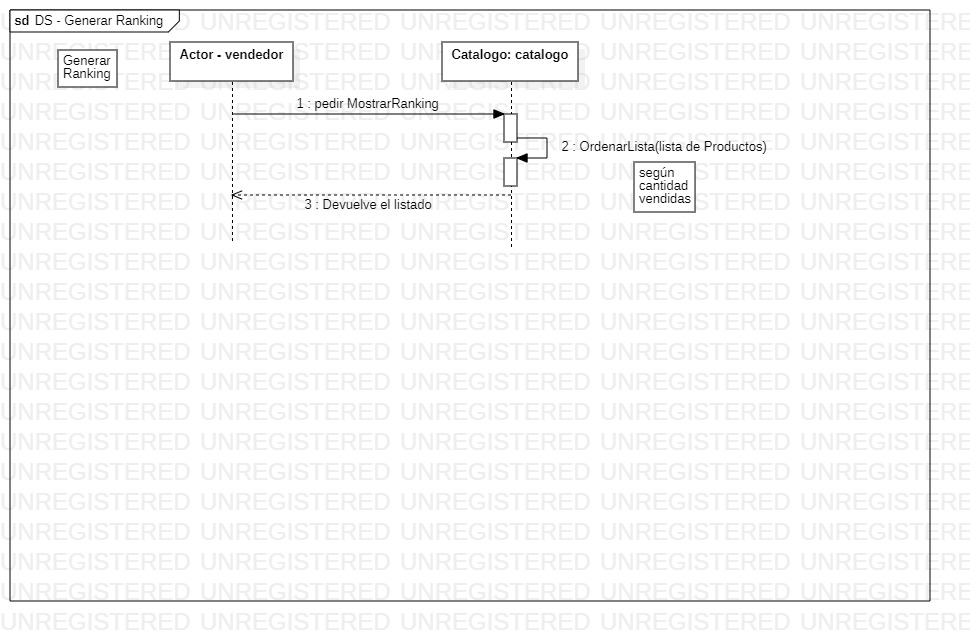 sd DS - Generar Ranking
Generar
Ranking
Actor - vendedor
Catalogo: catalogo
1 : pedir MostrarRanking
2 : OrdenarLista(lista de Productos)
según
cantidad
vendidas
3 : Devuelve el listado
UNREGISTERED UNREGISTERED UNREGISTERED UNREGISTERED UNREGISTERED